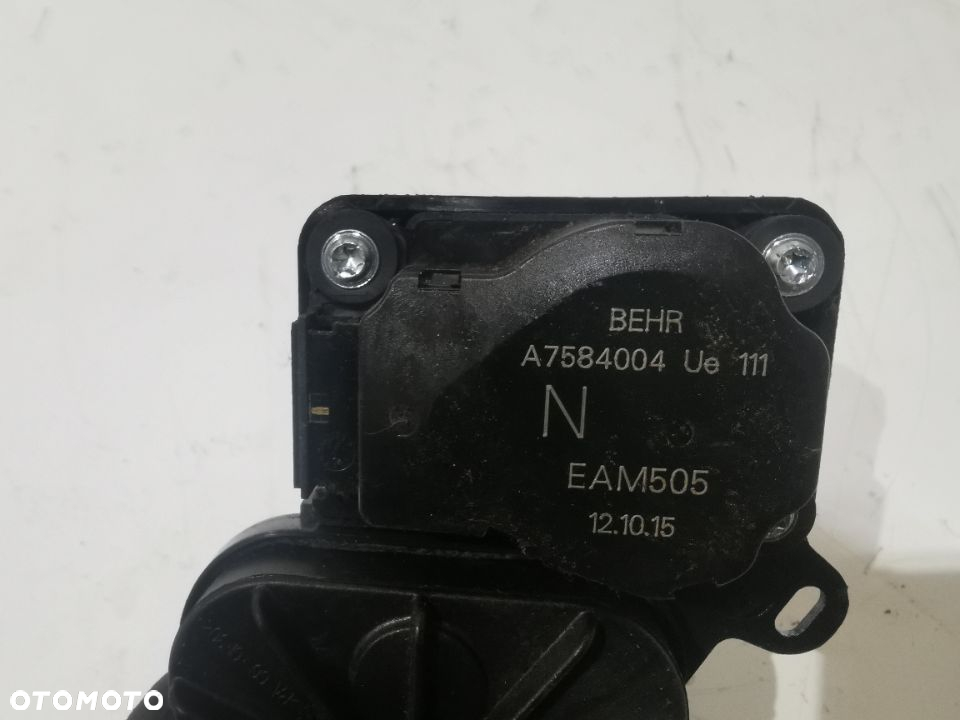 BEHR
A7584004 Ue 111
N
EAM505
12.10.15
OTOMOTO